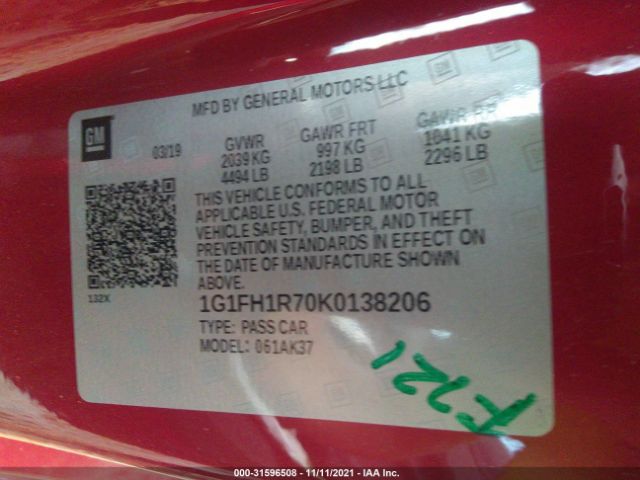 MFD BY GENERAL MOTORS LLC
GM
03/19 GVWR GAWR FRT GAWR RR
2039 KG 997 KG 1041 KG
4494 LB 2198 LB 2296 LB
THIS VEHICLE CONFORMS TO ALL
APPLICABLE U.S. FEDERAL MOTOR
VEHICLE SAFETY, BUMPER, AND THEFT
PREVENTION STANDARDS IN EFFECT ON
THE DATE OF MANUFACTURE SHOWN
ABOVE.
132X
1G1FH1R70K0138206
TYPE: PASS CAR
MODEL: 061AK37
F-721
000-31596508 - 11/11/2021 - IAA Inc.